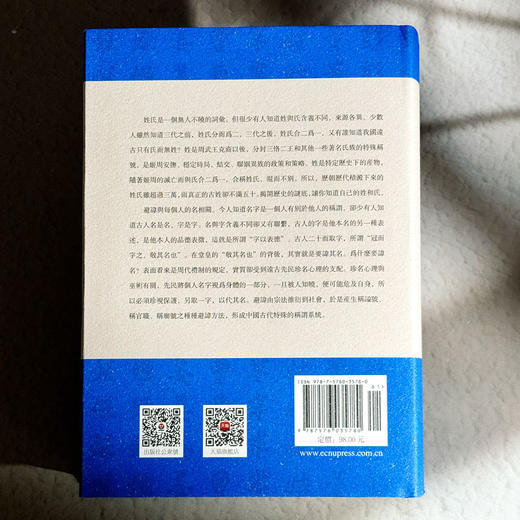 姓氏是一個無人不曉的詞彙，但很少有人知道姓與氏含義不同，來源各異，少數
人雖然知道三代之前，姓氏分而爲二，三代之後，姓氏合二爲一，又有誰知我國遠
古只有氏而無姓？姓是周武王克商以後，分封三恪二王和其他一些著名氏族的特殊稱
號，是姬周安撫、穩定時局、結交、聯姻異族的政策和策略。姓是特定歷史下的産物，
隨著姬周的滅亡而與氏合二爲一，合稱姓氏，混而不別。所以，歷朝歷代積澱下來的
姓氏雖超過三萬，而真正的古姓卻不滿五十。揭開歷史的謎底，讓你知道自己的姓和氏。
避諱與每個人的名相關。今人知道名字是一個人有別於他人的稱謂，卻少有人知
道古人名是名，字是字，名與字含義不同卻又有聯繫。古人的字是他本名的另一種表
述，是他本人的品德表徵，這就是所謂“字以表德”。古人二十而取字，所謂“冠而
字之，敬其名也”。在堂皇的“敬其名也”的背後，其實就是要諱其名。爲什麼要諱
名？表面看來是周代禮制的規定，實質卻受到遠古先民珍名心理的支配。珍名心理與
巫術有關，先民將個人名字視爲身體的一部分，一旦被人知曉，便可能危及自身，所
以必須珍視保護，另取一字，以代其名。避諱由宗法推衍到社會，於是産生稱謚號、
稱官職、稱廟號之種種避諱方法，形成中國古代特殊的稱謂系統。
ISBN 978-7-5760-3578-0
01>
9 787576 035780
定價：98.00 元
www.ecnupress.com.cn
出版社公衆號
天猫旗艦店